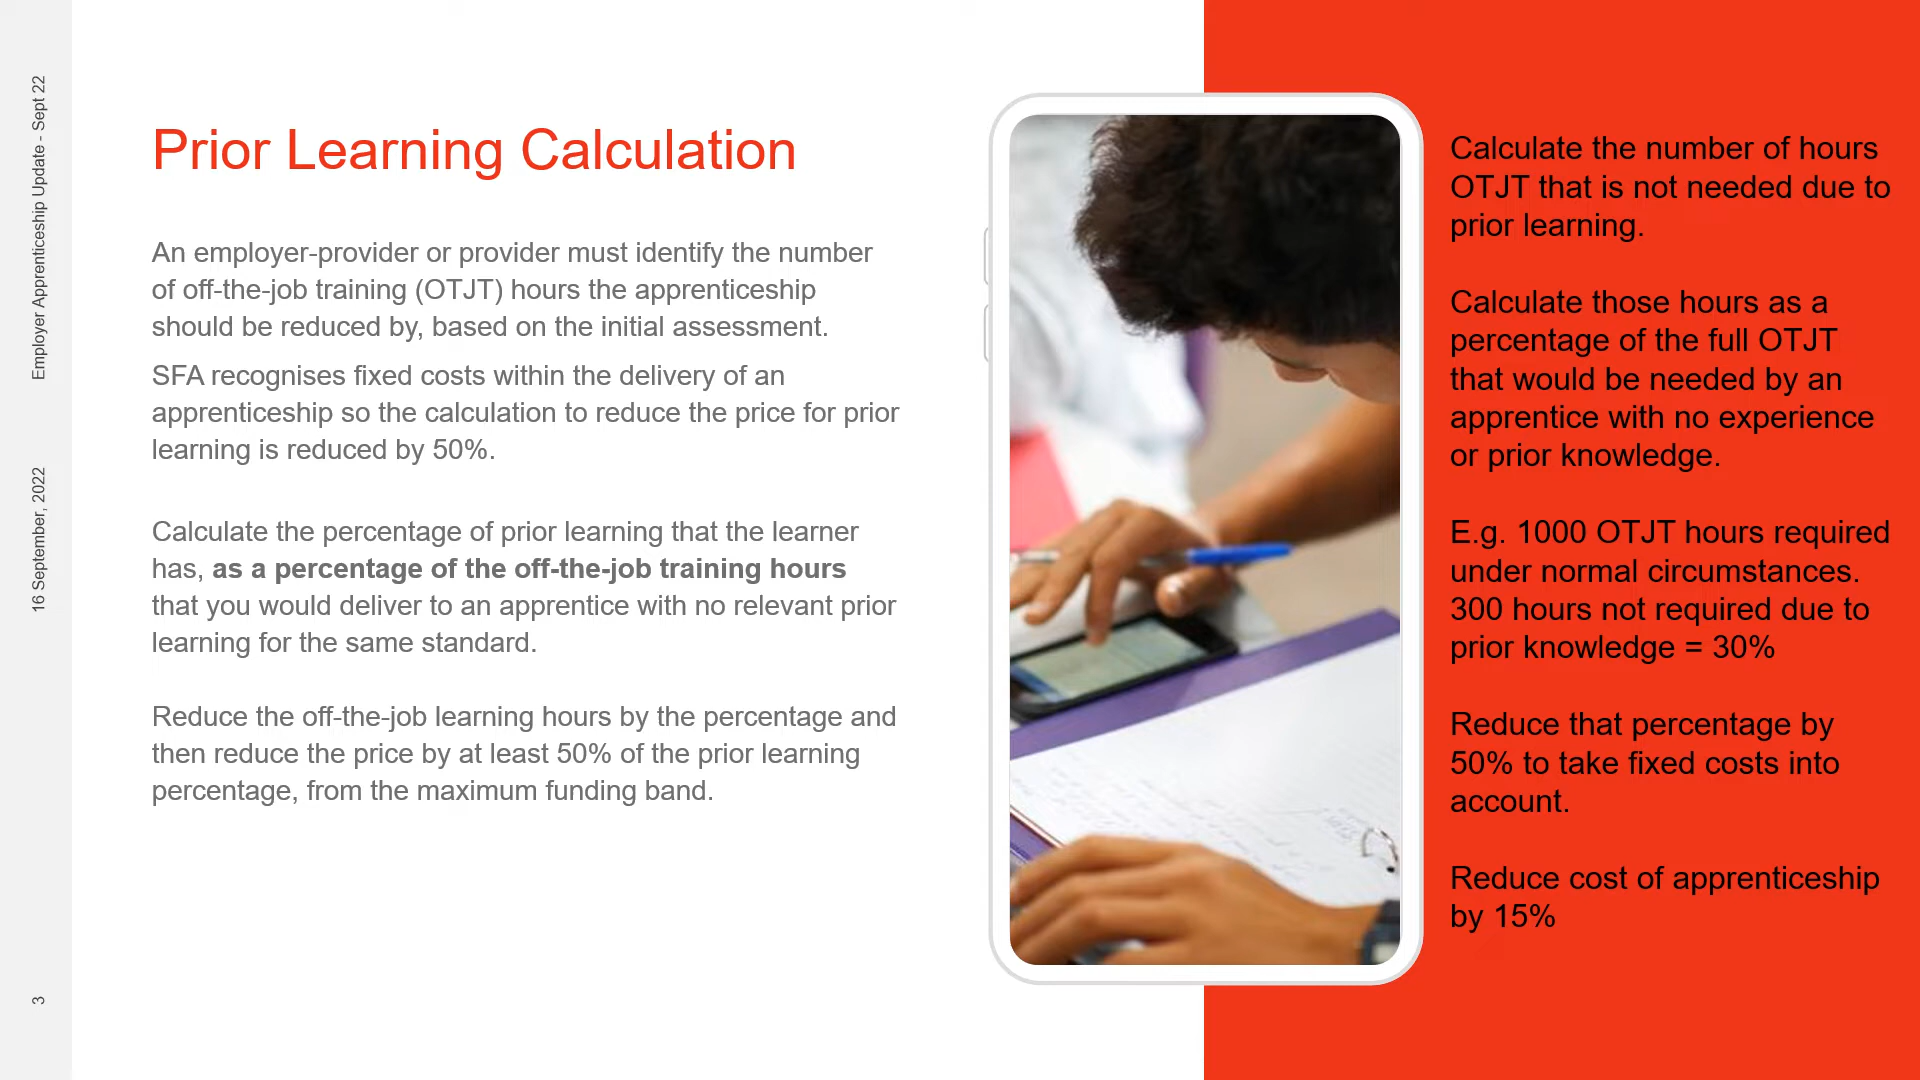 Employer Apprenticeship Update - Sept 22
16 September, 2022
3
Prior Learning Calculation
An employer-provider or provider must identify the number
of off-the-job training (OTJT) hours the apprenticeship
should be reduced by, based on the initial assessment.
SFA recognises fixed costs within the delivery of an
apprenticeship so the calculation to reduce the price for prior
learning is reduced by 50%.
Calculate the percentage of prior learning that the learner
has, as a percentage of the off-the-job training hours
that you would deliver to an apprentice with no relevant prior
learning for the same standard.
Reduce the off-the-job learning hours by the percentage and
then reduce the price by at least 50% of the prior learning
percentage, from the maximum funding band.
Calculate the number of hours
OTJT that is not needed due to
prior learning.
Calculate those hours as a
percentage of the full OTJT
that would be needed by an
apprentice with no experience
or prior knowledge.
E.g. 1000 OTJT hours required
under normal circumstances.
300 hours not required due to
prior knowledge = 30%
Reduce that percentage by
50% to take fixed costs into
account.
Reduce cost of apprenticeship
by 15%